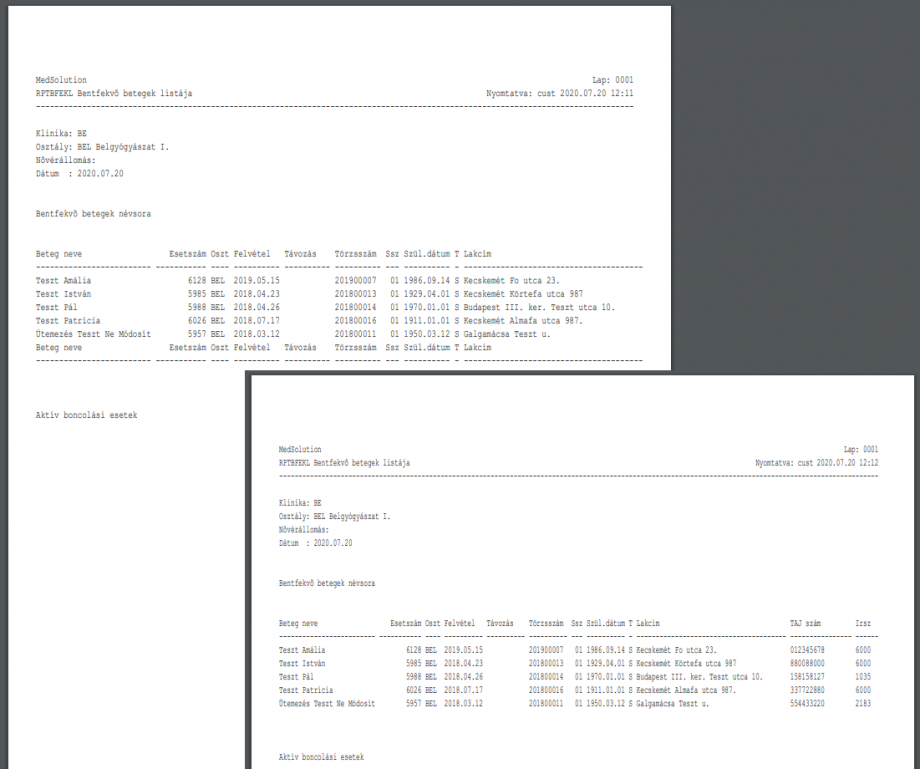 MedSolution Lap: 0001
RPTBFEKL Bentfekvő betegek listája Nyomtatva: cust 2020.07.20 12:11
Klinika: BE
Osztály: BEL Belgyógyászat I.
Nővérállomás:
Dátum : 2020.07.20
Bentfekvő betegek névsora
Beteg neve Esetszám Oszt Felvétel Távozás Törzsszám Ssz Szül.dátum T Lakcím
Teszt Amália 6128 BEL 2019.05.15 201900007 01 1986.09.14 S Kecskemét Fo utca 23.
Teszt István 5985 BEL 2018.04.23 201800013 01 1929.04.01 S Kecskemét Körtefa utca 987
Teszt Pál 5988 BEL 2018.04.26 201800014 01 1970.01.01 S Budapest III. ker. Teszt utca 10.
Teszt Patrícia 6026 BEL 2018.07.17 201800016 01 1911.01.01 S Kecskemét Almafa utca 987.
Ütemezés Teszt Ne Módosít 5957 BEL 2018.03.12 201800011 01 1950.03.12 S Galgamácsa Teszt u.
Beteg neve Esetszám Oszt Felvétel Távozás Törzsszám Ssz Szül.dátum T Lakcím
Aktív boncolási esetek
MedSolution Lap: 0001
RPTBFEKL Bentfekvő betegek listája Nyomtatva: cust 2020.07.20 12:12
Klinika: BE
Osztály: BEL Belgyógyászat I.
Nővérállomás:
Dátum : 2020.07.20
Bentfekvő betegek névsora
Beteg neve Esetszám Oszt Felvétel Távozás Törzsszám Ssz Szül.dátum T Lakcím TAJ szám Irsz
Teszt Amália 6128 BEL 2019.05.15 201900007 01 1986.09.14 S Kecskemét Fo utca 23. 012345678 6000
Teszt István 5985 BEL 2018.04.23 201800013 01 1929.04.01 S Kecskemét Körtefa utca 987 880088000 6000
Teszt Pál 5988 BEL 2018.04.26 201800014 01 1970.01.01 S Budapest III. ker. Teszt utca 10. 158158127 1035
Teszt Patrícia 6026 BEL 2018.07.17 201800016 01 1911.01.01 S Kecskemét Almafa utca 987. 337722880 6000
Ütemezés Teszt Ne Módosít 5957 BEL 2018.03.12 201800011 01 1950.03.12 S Galgamácsa Teszt u. 554433220 2183
Aktív boncolási esetek